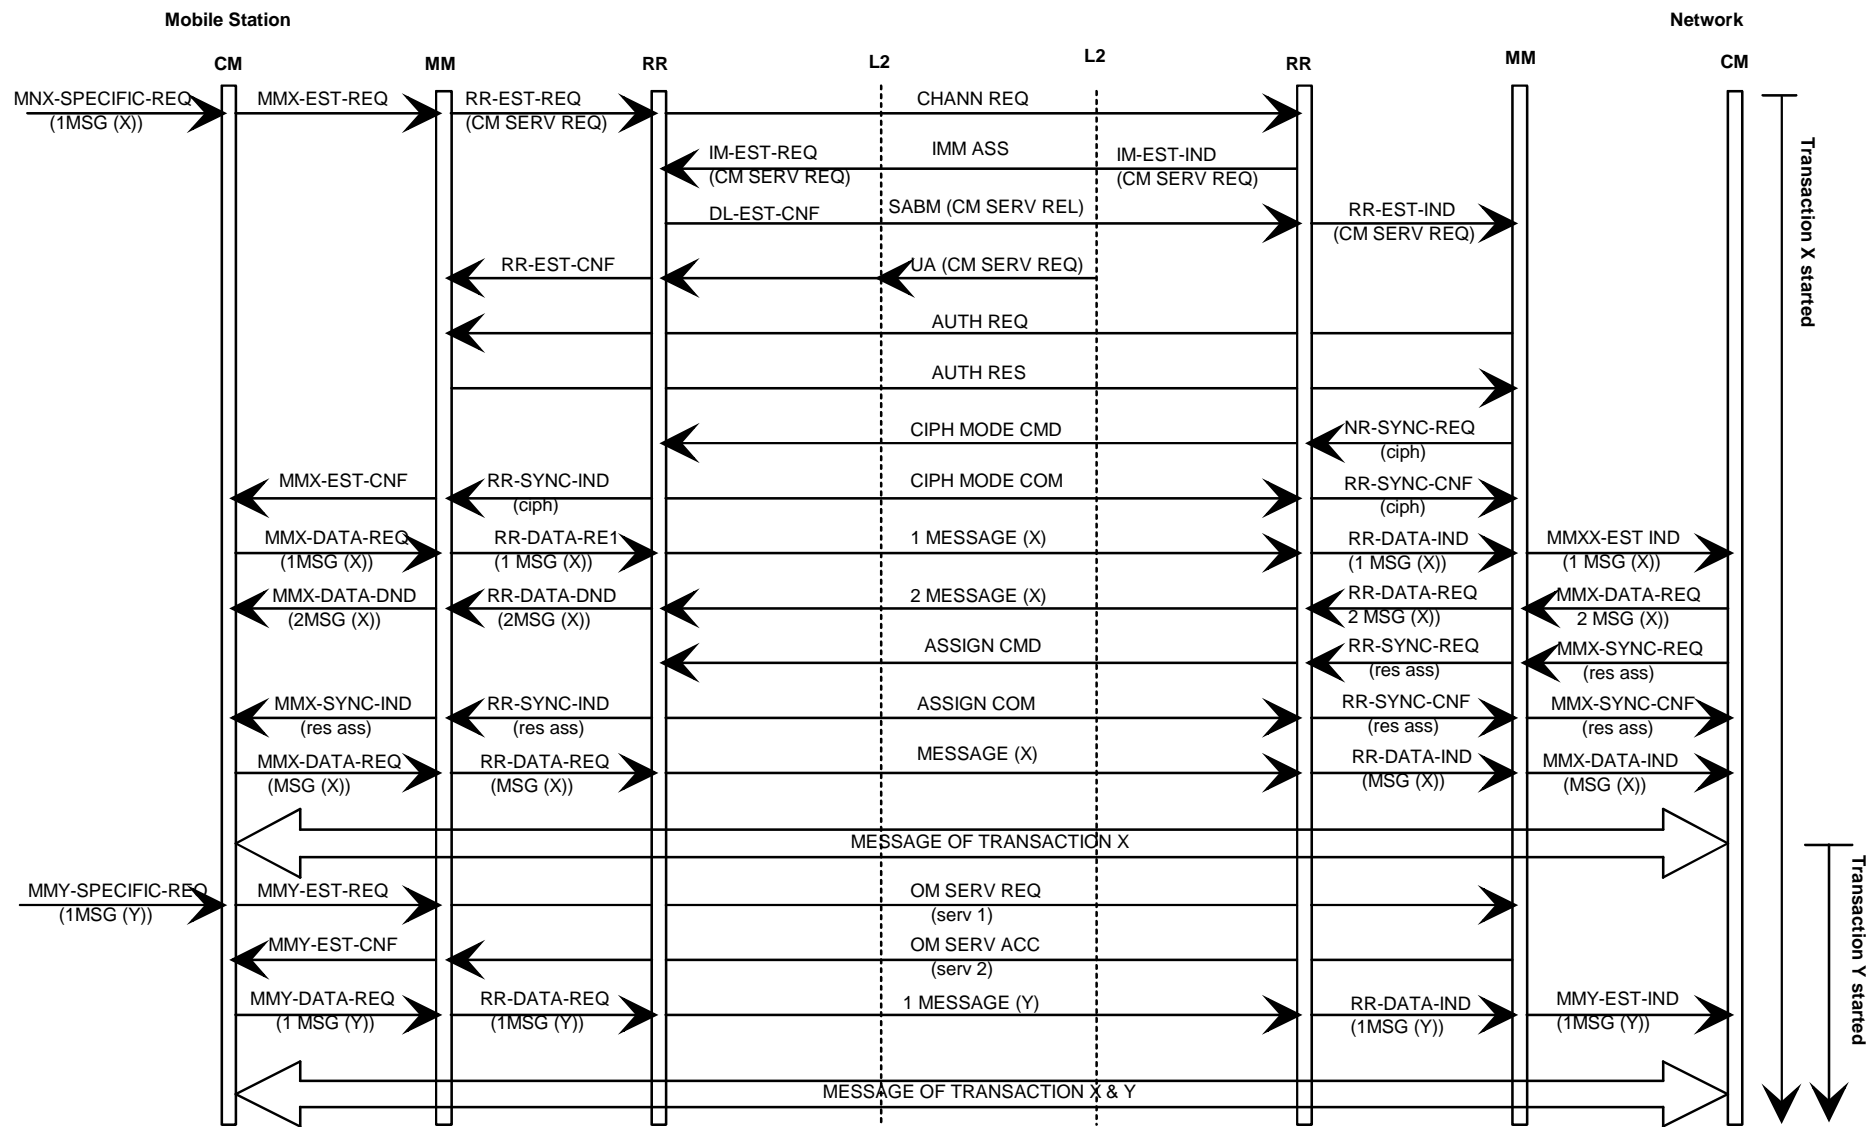 Mobile Station
Network
CM
MM
RR
L2
L2
RR
MM
CM
MNX-SPECIFIC-REQ
(1MSG (X))
MMX-EST-REQ
RR-EST-REQ
(CM SERV REQ)
CHANN REQ
IM-EST-REQ
(CM SERV REQ)
IMM ASS
IM-EST-IND
(CM SERV REQ)
DL-EST-CNF
SABM (CM SERV REL)
RR-EST-IND
(CM SERV REQ)
RR-EST-CNF
UA (CM SERV REQ)
AUTH REQ
AUTH RES
CIPH MODE CMD
NR-SYNC-REQ
(ciph)
MMX-EST-CNF
RR-SYNC-IND
(ciph)
CIPH MODE COM
RR-SYNC-CNF
(ciph)
MMX-DATA-REQ
(1MSG (X))
RR-DATA-RE1
(1 MSG (X))
1 MESSAGE (X)
RR-DATA-IND
(1 MSG (X))
MMXX-EST IND
(1 MSG (X))
MMX-DATA-DND
(2MSG (X))
RR-DATA-DND
(2MSG (X))
2 MESSAGE (X)
RR-DATA-REQ
2 MSG (X))
MMX-DATA-REQ
2 MSG (X))
ASSIGN CMD
RR-SYNC-REQ
(res ass)
MMX-SYNC-REQ
(res ass)
MMX-SYNC-IND
(res ass)
RR-SYNC-IND
(res ass)
ASSIGN COM
RR-SYNC-CNF
(res ass)
MMX-SYNC-CNF
(res ass)
MMX-DATA-REQ
(MSG (X))
RR-DATA-REQ
(MSG (X))
MESSAGE (X)
RR-DATA-IND
(MSG (X))
MMX-DATA-IND
(MSG (X))
MESSAGE OF TRANSACTION X
MMY-SPECIFIC-REQ
(1MSG (Y))
MMY-EST-REQ
OM SERV REQ
(serv 1)
MMY-EST-CNF
OM SERV ACC
(serv 2)
MMY-DATA-REQ
(1 MSG (Y))
RR-DATA-REQ
(1MSG (Y))
1 MESSAGE (Y)
RR-DATA-IND
(1MSG (Y))
MMY-EST-IND
(1MSG (Y))
MESSAGE OF TRANSACTION X & Y
Transaction X started
Transaction Y started